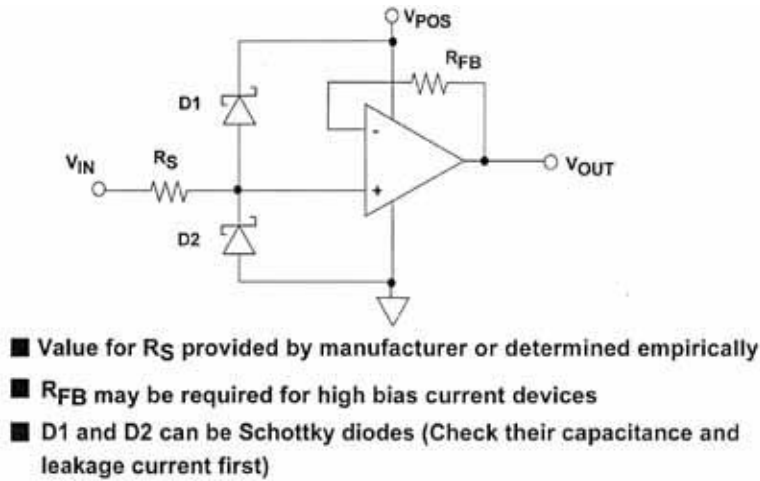 VPOS
RFB
D1
-
VIN
RS
VOUT
+
D2
■ Value for RS provided by manufacturer or determined empirically
■ RFB may be required for high bias current devices
■ D1 and D2 can be Schottky diodes (Check their capacitance and
leakage current first)